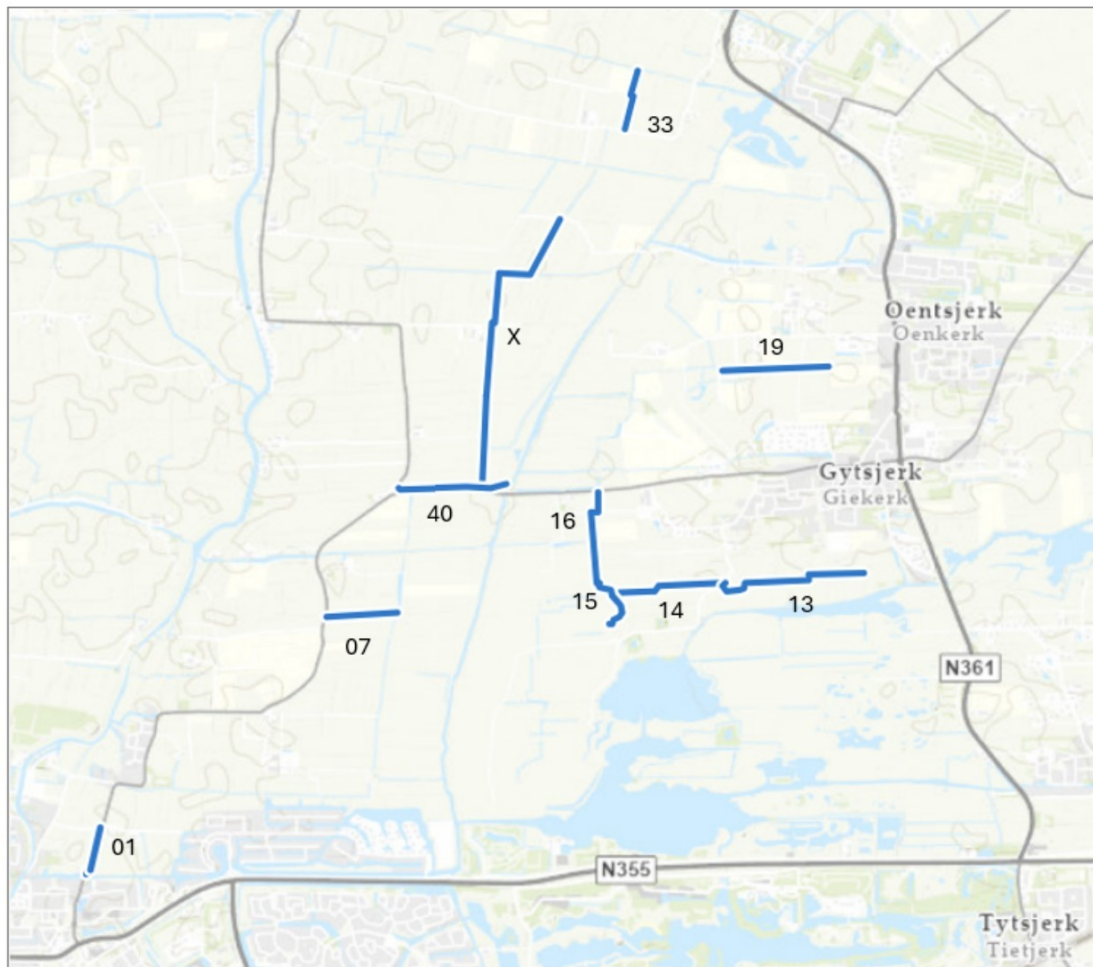 33
Oentsjerk
Oenkerk
X
19
Gytsjerk
Giekerk
40
16
15
14
13
07
N361
01
N355
Tytsjerk
Tietjerk